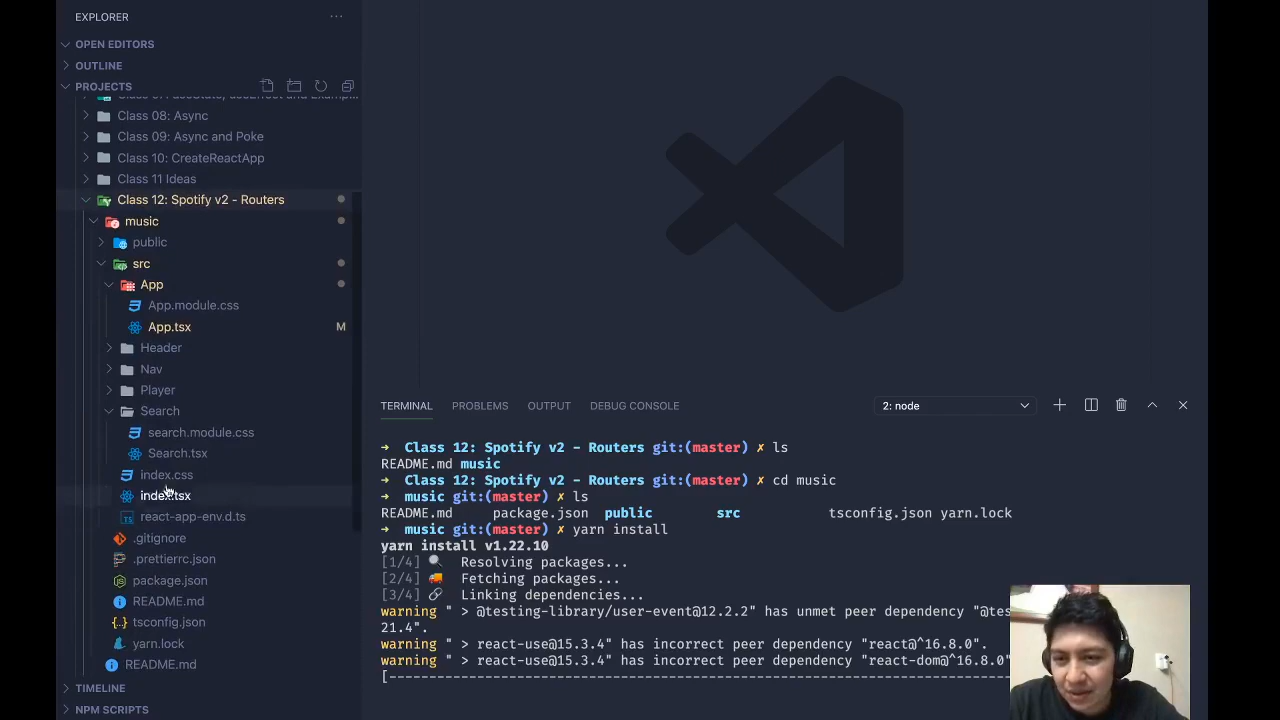 EXPLORER
OPEN EDITORS
OUTLINE
PROJECTS
Class 08: Async
Class 09: Async and Poke
Class 10: CreateReactApp
Class 11 Ideas
Class 12: Spotify v2 - Routers
music
public
src
App
App.module.css
App.tsx M
Header
Nav
Player
Search
search.module.css
Search.tsx
index.css
index.tsx
react-app-env.d.ts
.gitignore
.prettierrc.json
package.json
README.md
tsconfig.json
yarn.lock
README.md
TIMELINE
NPM SCRIPTS
TERMINAL PROBLEMS OUTPUT DEBUG CONSOLE 2: node
→ Class 12: Spotify v2 - Routers git:(master) ✗ ls
README.md music
→ Class 12: Spotify v2 - Routers git:(master) ✗ cd music
→ music git:(master) ✗ ls
README.md package.json public src tsconfig.json yarn.lock
→ music git:(master) ✗ yarn install
yarn install v1.22.10
[1/4] 🔍 Resolving packages...
[2/4] 🚚 Fetching packages...
[3/4] 🔗 Linking dependencies...
warning " > @testing-library/user-event@12.2.2" has unmet peer dependency "@tes
21.4".
warning " > react-use@15.3.4" has incorrect peer dependency "react@^16.8.0".
warning " > react-use@15.3.4" has incorrect peer dependency "react-dom@^16.8.0"
[-----------------------------------------------------------------------